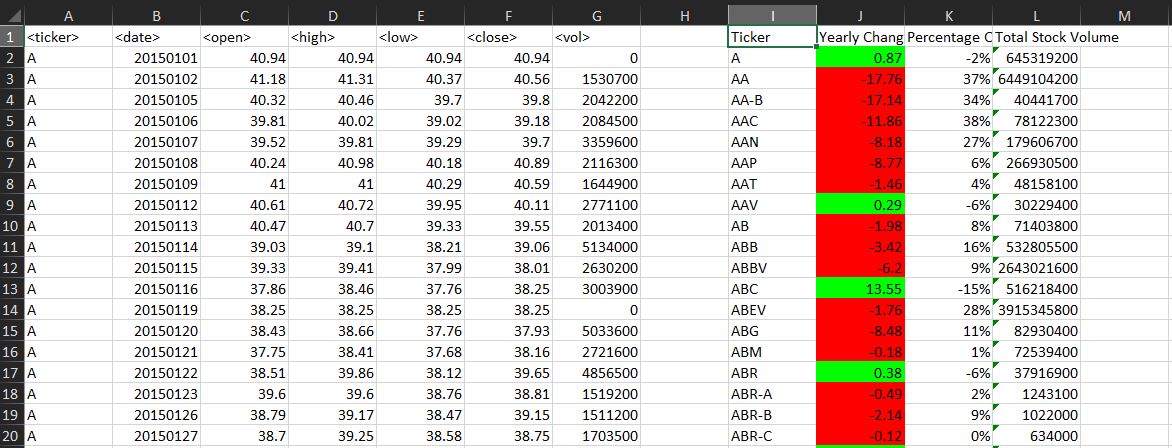 A B C D E F G H I J K L M
1 <ticker> <date> <open> <high> <low> <close> <vol> Ticker Yearly Chang Percentage C Total Stock Volume
2 A 20150101 40.94 40.94 40.94 40.94 0 A 0.87 -2% 645319200
3 A 20150102 41.18 41.31 40.37 40.56 1530700 AA -17.76 37% 6449104200
4 A 20150105 40.32 40.46 39.7 39.8 2042200 AA-B -17.14 34% 40441700
5 A 20150106 39.81 40.02 39.02 39.18 2084500 AAC -11.86 38% 78122300
6 A 20150107 39.52 39.81 39.29 39.7 3359600 AAN -8.18 27% 179606700
7 A 20150108 40.24 40.98 40.18 40.89 2116300 AAP -8.77 6% 266930500
8 A 20150109 41 41 40.29 40.59 1644900 AAT -1.46 4% 48158100
9 A 20150112 40.61 40.72 39.95 40.11 2771100 AAV 0.29 -6% 30229400
10 A 20150113 40.47 40.7 39.33 39.55 2013400 AB -1.98 8% 71403800
11 A 20150114 39.03 39.1 38.21 39.06 5134000 ABB -3.42 16% 532805500
12 A 20150115 39.33 39.41 37.99 38.01 2630200 ABBV -6.2 9% 2643021600
13 A 20150116 37.86 38.46 37.76 38.25 3003900 ABC 13.55 -15% 516218400
14 A 20150119 38.25 38.25 38.25 38.25 0 ABEV -1.76 28% 3915345800
15 A 20150120 38.43 38.66 37.76 37.93 5033600 ABG -8.48 11% 82930400
16 A 20150121 37.75 38.41 37.68 38.16 2721600 ABM -0.18 1% 72539400
17 A 20150122 38.51 39.86 38.12 39.65 4856500 ABR 0.38 -6% 37916900
18 A 20150123 39.6 39.6 38.76 38.81 1519200 ABR-A -0.49 2% 1243100
19 A 20150126 38.79 39.17 38.47 39.15 1511200 ABR-B -2.14 9% 1022000
20 A 20150127 38.7 39.25 38.58 38.75 1703500 ABR-C -0.12 0% 634000